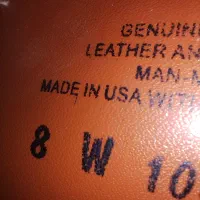 GENUINE
LEATHER AN
MAN-M
MADE IN USA WITH
8 W 10